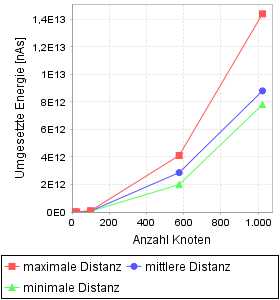 Umgesetzte Energie [nAs]
1,4E13
1,2E13
1E13
8E12
6E12
4E12
2E12
0E0
0 200 400 600 800 1.000
Anzahl Knoten
maximale Distanz mittlere Distanz
minimale Distanz